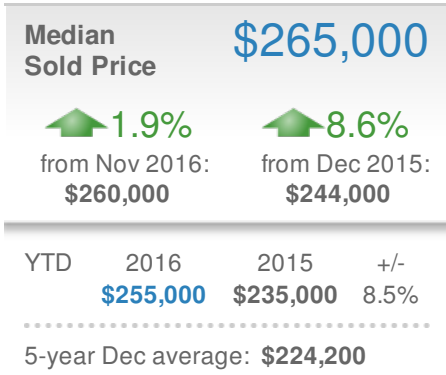 Median $265,000
Sold Price
1.9% 8.6%
from Nov 2016: from Dec 2015:
$260,000 $244,000
YTD 2016 2015 +/-
$255,000 $235,000 8.5%
5-year Dec average: $224,200